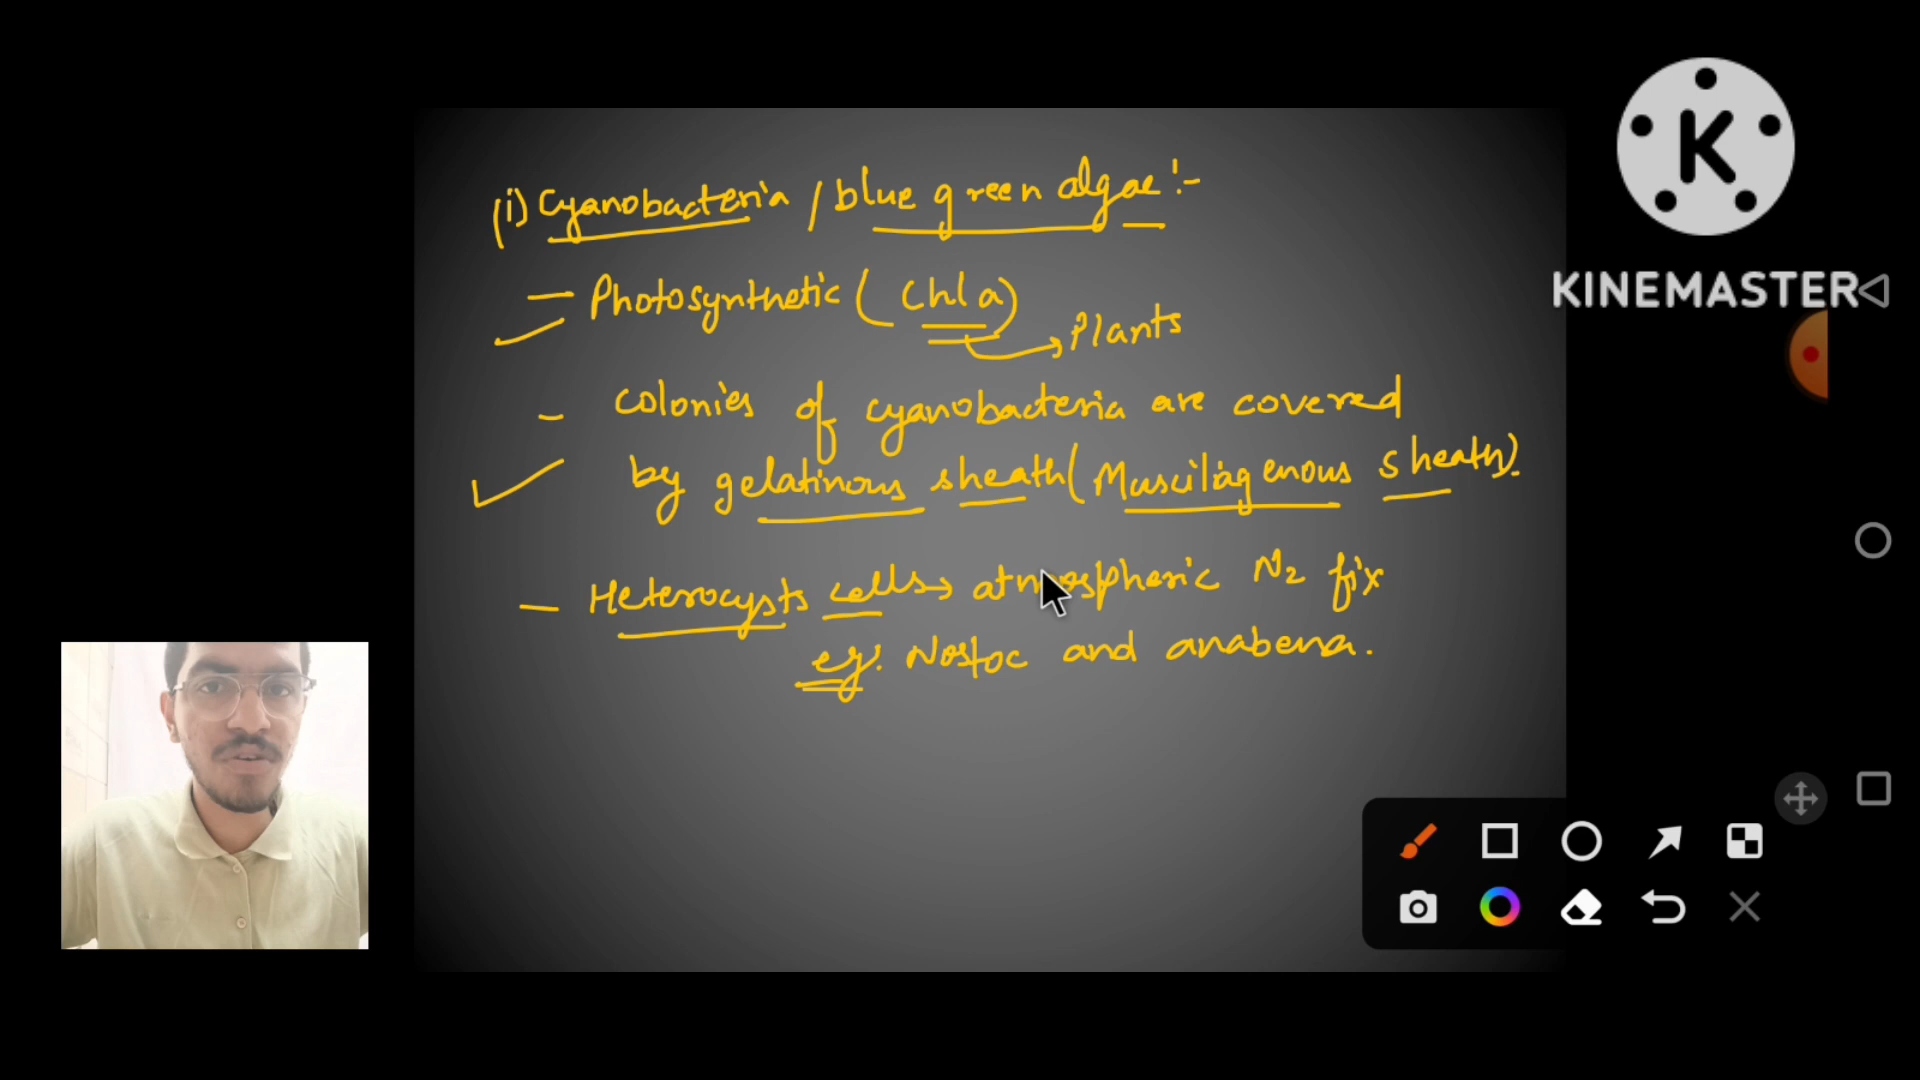 (i) Cyanobacteria / blue green algae :-
- Photosynthetic ( Chl a )
→ Plants
- colonies of cyanobacteria are covered
by gelatinous sheath ( Muscilagenous sheath).
- Heterocysts cells → atmospheric N2 fix
eg: Nostoc and anabena.
K
KINEMASTER